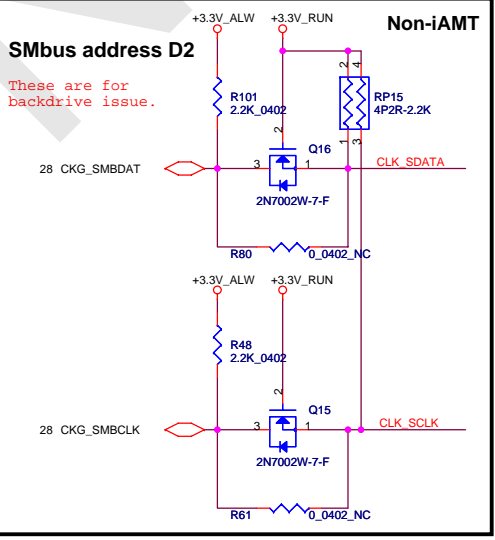 +3.3V_ALW +3.3V_RUN
Non-iAMT
SMbus address D2
These are for
backdrive issue.
R101
2.2K_0402
2 4
RP15
4P2R-2.2K
2
Q16
1 3
28 CKG_SMBDAT
3 1
CLK_SDATA
2N7002W-7-F
R80 0_0402_NC
+3.3V_ALW +3.3V_RUN
R48
2.2K_0402
2
Q15
28 CKG_SMBCLK
3 1
CLK_SCLK
2N7002W-7-F
R61 0_0402_NC